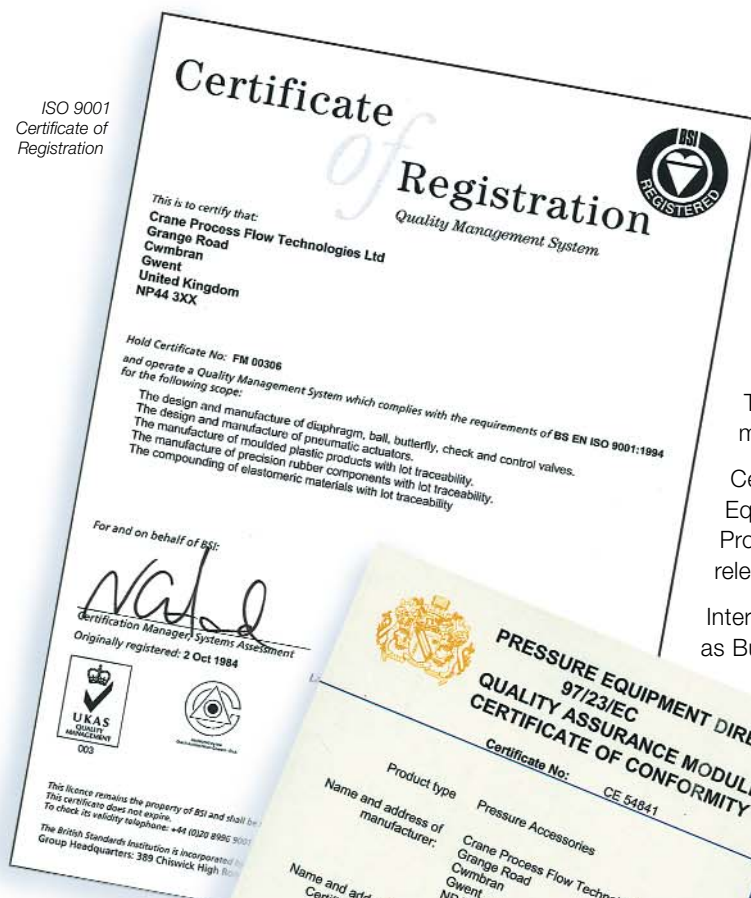 ISO 9001
Certificate of
Registration
Certificate
of
Registration
Quality Management System
BSI
REGISTERED
This is to certify that:
Crane Process Flow Technologies Ltd
Grange Road
Cwmbran
Gwent
United Kingdom
NP44 3XX
Hold Certificate No: FM 00306
and operate a Quality Management System which complies with the requirements of BS EN ISO 9001:1994
for the following scope:
The design and manufacture of diaphragm, ball, butterfly, check and control valves.
The design and manufacture of pneumatic actuators.
The manufacture of moulded plastic products with lot traceability.
The manufacture of precision rubber components with lot traceability.
The compounding of elastomeric materials with lot traceability
For and on behalf of BSI:
Certification Manager, Systems Assessment
Originally registered: 2 Oct 1984
UKAS
QUALITY
MANAGEMENT
003
This licence remains the property of BSI and shall be
This certificate does not expire.
To check its validity telephone: +44 (0)20 8996 9001
The British Standards Institution is incorporated
Group Headquarters: 389 Chiswick High
Ce
Eq
Pro
rele
Inter
as Bu
PRESSURE EQUIPMENT DIRE
97/23/EC
QUALITY ASSURANCE MODUL
CERTIFICATE OF CONFORMITY
Certificate No: CE 54841
Product type Pressure Accessories
Name and address of
manufacturer:
Crane Process Flow Technol
Grange Road
Cwmbran
Gwent
Name and add